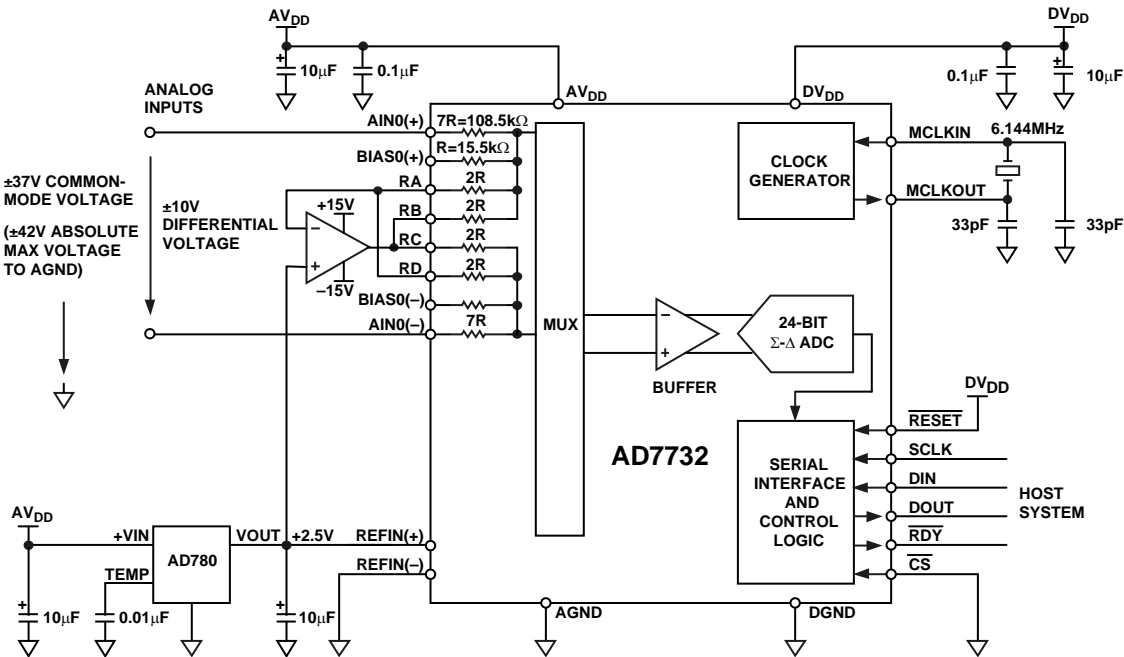 AVDD
10μF
0.1μF
DVDD
0.1μF
10μF
ANALOG
INPUTS
AVDD
DVDD
AIN0(+)
7R=108.5kΩ
BIAS0(+)
R=15.5kΩ
RA
2R
RB
2R
RC
2R
RD
2R
BIAS0(–)
AIN0(–)
7R
+15V
–
+
–15V
±37V COMMON-
MODE VOLTAGE
(±42V ABSOLUTE
MAX VOLTAGE
TO AGND)
±10V
DIFFERENTIAL
VOLTAGE
MUX
–
+
BUFFER
24-BIT
Σ-Δ ADC
CLOCK
GENERATOR
MCLKIN
6.144MHz
MCLKOUT
33pF
33pF
AD7732
SERIAL
INTERFACE
AND
CONTROL
LOGIC
DVDD
RESET
SCLK
DIN
DOUT
RDY
CS
HOST
SYSTEM
AVDD
+VIN
AD780
VOUT
+2.5V
REFIN(+)
TEMP
REFIN(–)
10μF
0.01μF
10μF
AGND
DGND